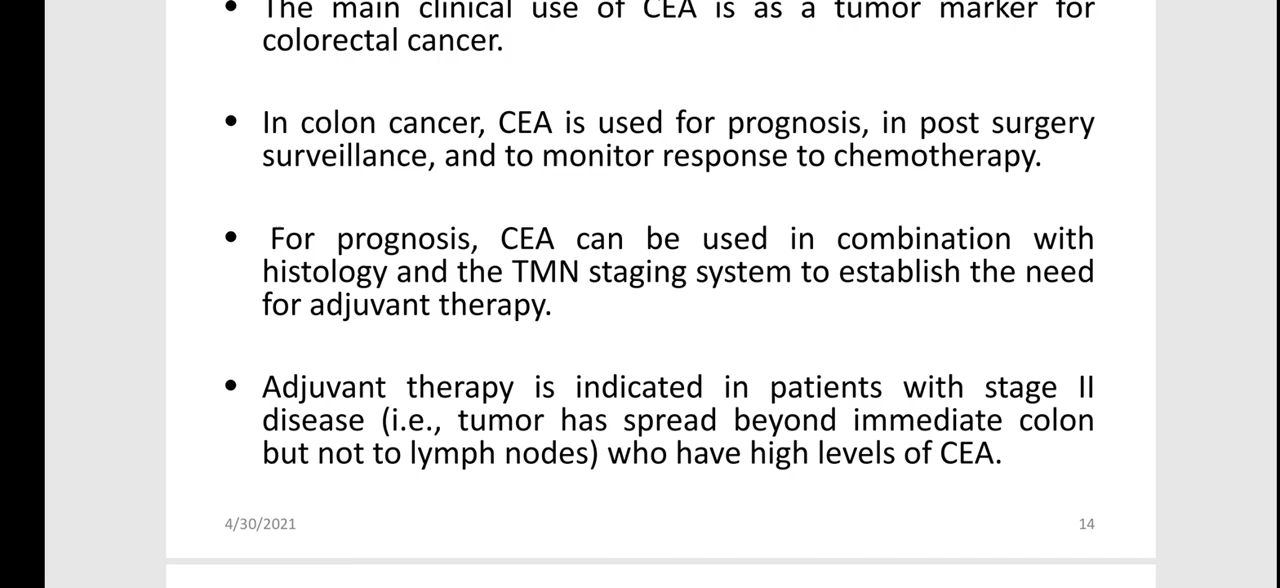 • The main clinical use of CEA is as a tumor marker for
colorectal cancer.
• In colon cancer, CEA is used for prognosis, in post surgery
surveillance, and to monitor response to chemotherapy.
• For prognosis, CEA can be used in combination with
histology and the TMN staging system to establish the need
for adjuvant therapy.
• Adjuvant therapy is indicated in patients with stage II
disease (i.e., tumor has spread beyond immediate colon
but not to lymph nodes) who have high levels of CEA.
4/30/2021
14